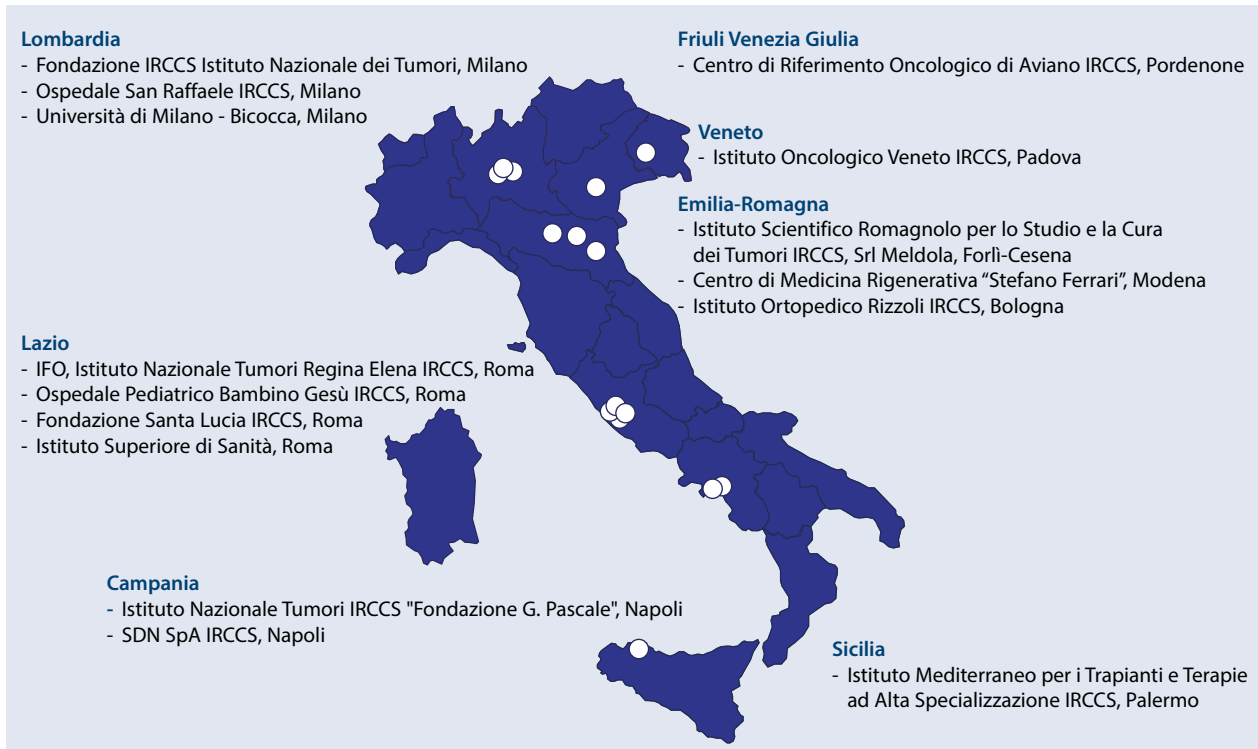 Lombardia
- Fondazione IRCCS Istituto Nazionale dei Tumori, Milano
- Ospedale San Raffaele IRCCS, Milano
- Università di Milano - Bicocca, Milano
Friuli Venezia Giulia
- Centro di Riferimento Oncologico di Aviano IRCCS, Pordenone
Veneto
- Istituto Oncologico Veneto IRCCS, Padova
Emilia-Romagna
- Istituto Scientifico Romagnolo per lo Studio e la Cura
dei Tumori IRCCS, Srl Meldola, Forlì-Cesena
- Centro di Medicina Rigenerativa “Stefano Ferrari”, Modena
- Istituto Ortopedico Rizzoli IRCCS, Bologna
Lazio
- IFO, Istituto Nazionale Tumori Regina Elena IRCCS, Roma
- Ospedale Pediatrico Bambino Gesù IRCCS, Roma
- Fondazione Santa Lucia IRCCS, Roma
- Istituto Superiore di Sanità, Roma
Campania
- Istituto Nazionale Tumori IRCCS "Fondazione G. Pascale", Napoli
- SDN SpA IRCCS, Napoli
Sicilia
- Istituto Mediterraneo per i Trapianti e Terapie
ad Alta Specializzazione IRCCS, Palermo